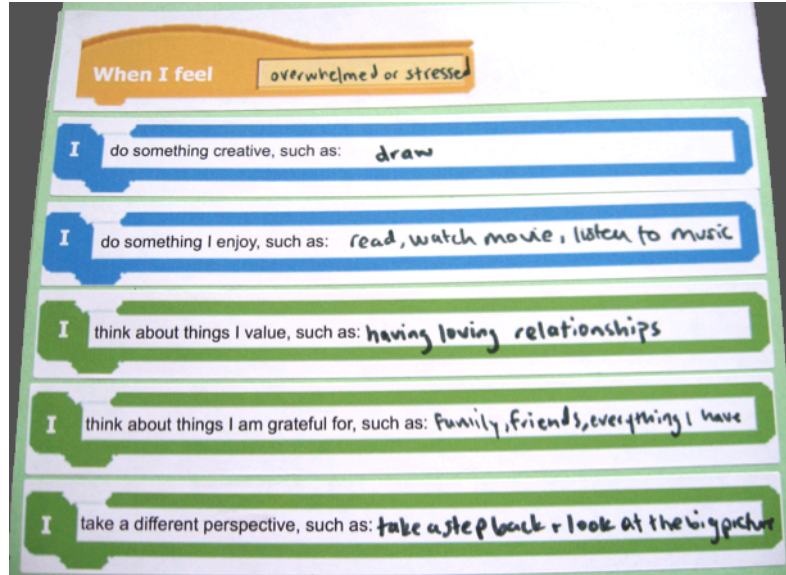 When I feel overwhelmed or stressed
I do something creative, such as: draw
I do something I enjoy, such as: read, watch movie, listen to music
I think about things I value, such as: having loving relationships
I think about things I am grateful for, such as: family, friends, everything I have
I take a different perspective, such as: take a step back + look at the big picture